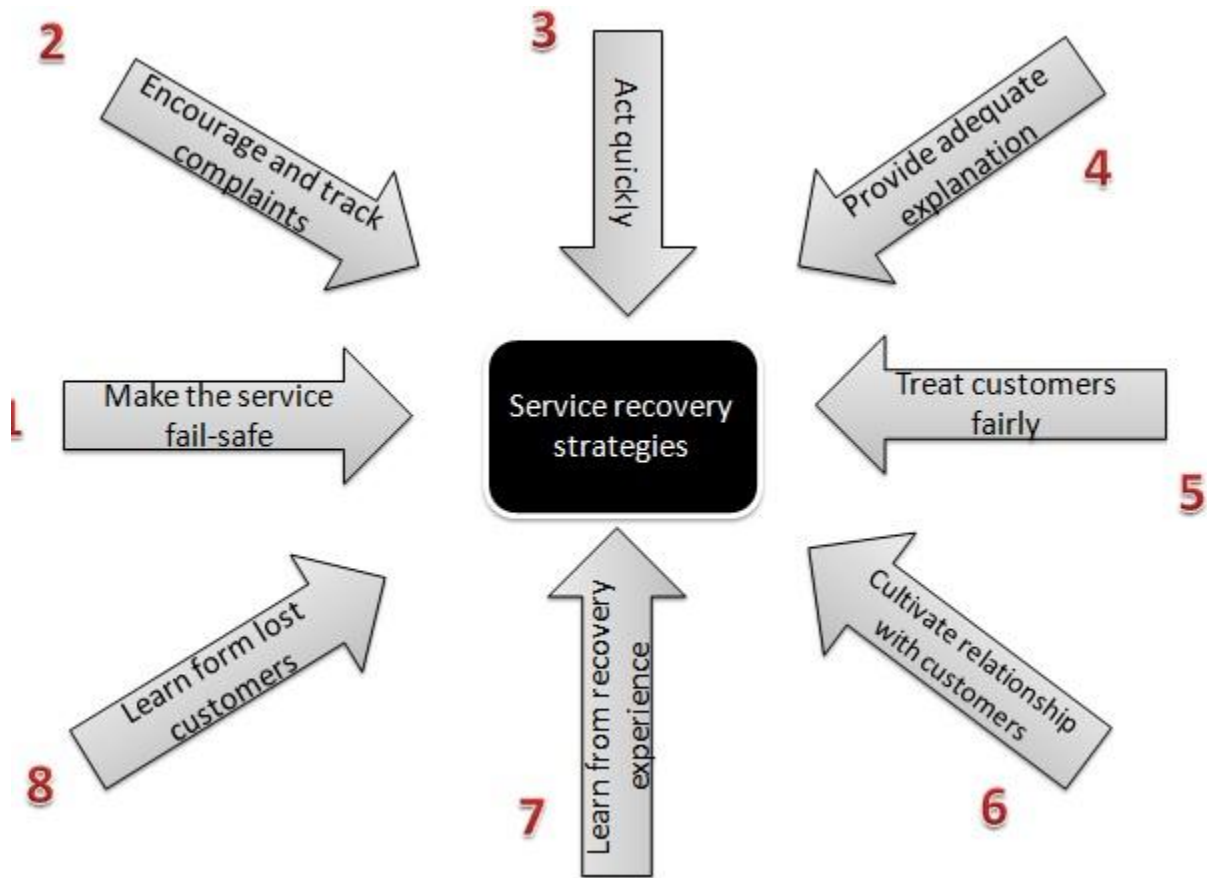 2
Encourage and track
complaints
3
Act quickly
4
Provide adequate
explanation
1
Make the service
fail-safe
Service recovery
strategies
Treat customers
fairly
5
8
Learn form lost
customers
7
Learn from recovery
experience
6
Cultivate relationship
with customers